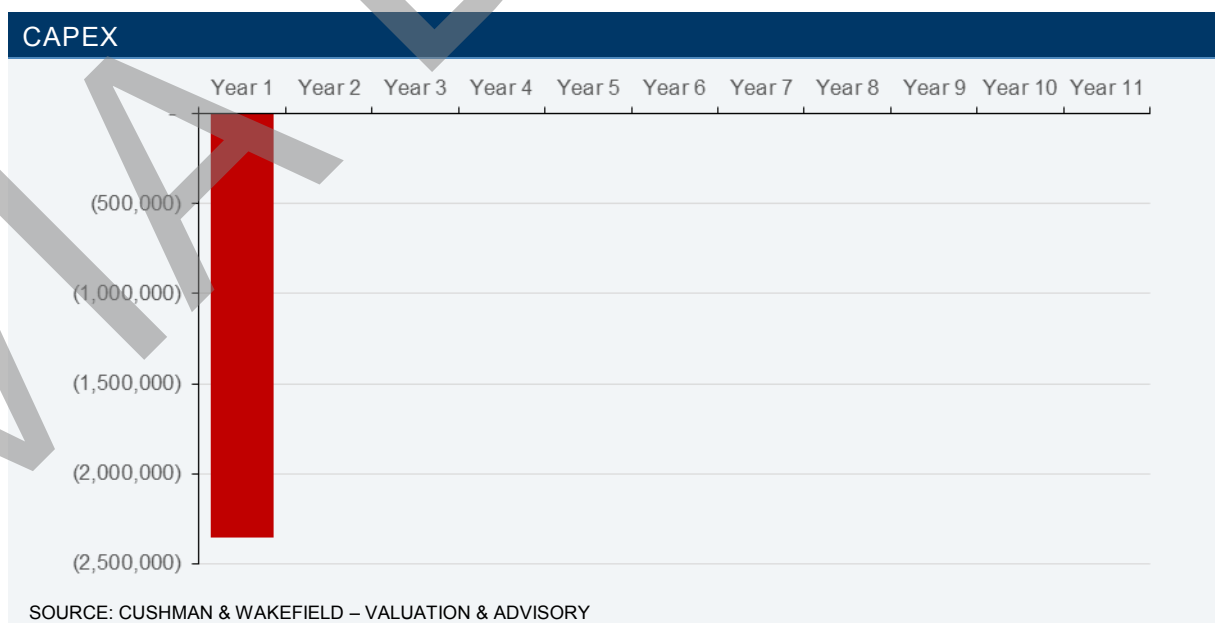 CAPEX
Year 1 Year 2 Year 3 Year 4 Year 5 Year 6 Year 7 Year 8 Year 9 Year 10 Year 11
-
(500,000)
(1,000,000)
(1,500,000)
(2,000,000)
(2,500,000)
SOURCE: CUSHMAN & WAKEFIELD – VALUATION & ADVISORY